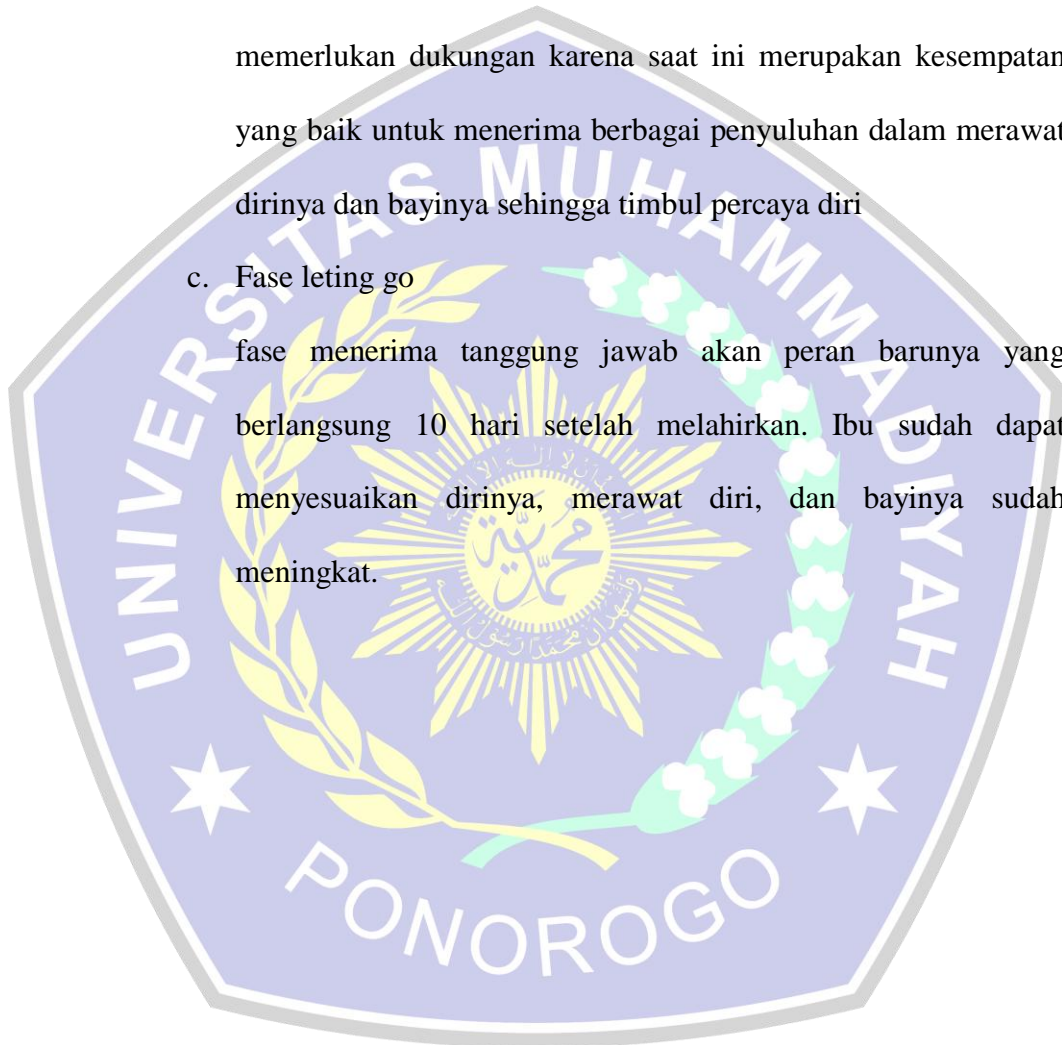 memerlukan dukungan karena saat ini merupakan kesempatan
yang baik untuk menerima berbagai penyuluhan dalam merawat
dirinya dan bayinya sehingga timbul percaya diri
c. Fase leting go
fase menerima tanggung jawab akan peran barunya yang
berlangsung 10 hari setelah melahirkan. Ibu sudah dapat
menyesuaikan dirinya, merawat diri, dan bayinya sudah
meningkat.
UNIVERSITAS MUHAMMADIYAH
PONOROGO
محمدية